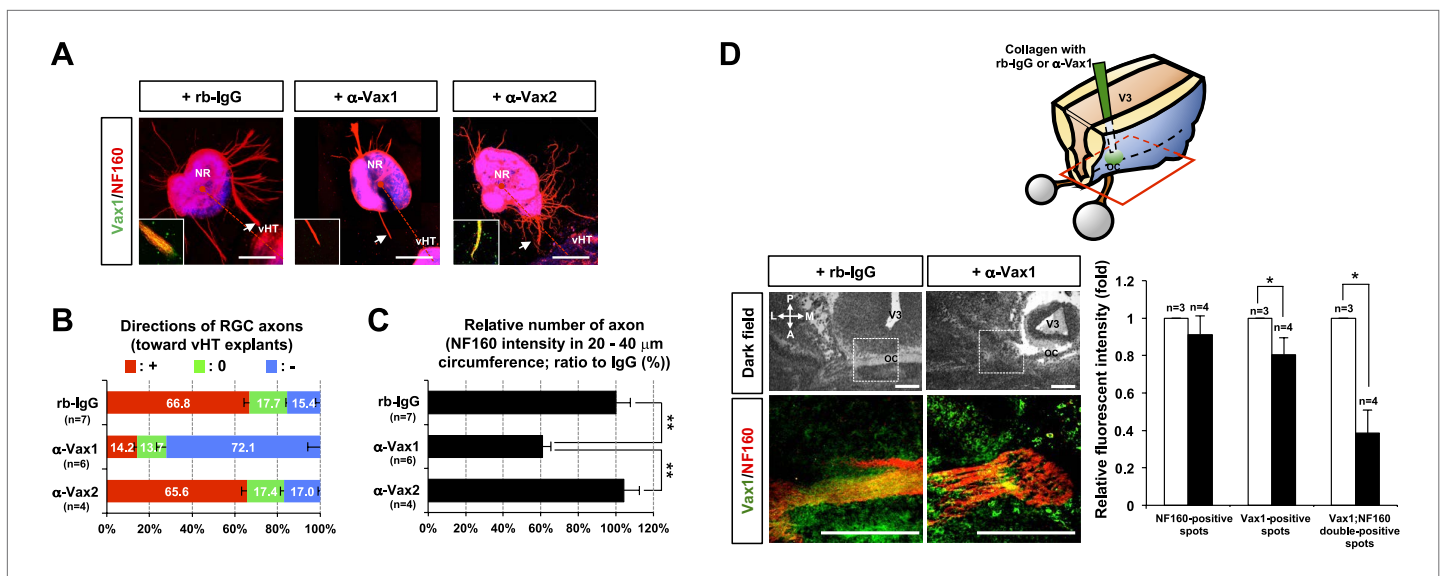 A
+ rb-IgG
+ α-Vax1
+ α-Vax2
Vax1/NF160
NR
vHT
NR
vHT
NR
vHT
B
Directions of RGC axons
(toward vHT explants)
: +
: 0
: -
rb-IgG
(n=7)
66.8
17.7
15.4
α-Vax1
(n=6)
14.2
72.1
α-Vax2
(n=4)
65.6
17.4
17.0
0%
20%
40%
60%
80%
100%
C
Relative number of axon
(NF160 intensity in 20 - 40 μm
circumference; ratio to IgG (%))
rb-IgG
(n=7)
α-Vax1
(n=6)
α-Vax2
(n=4)
**
**
0%
20%
40%
60%
80%
100%
120%
D
Collagen with
rb-IgG or α-Vax1
V3
OC
+ rb-IgG
+ α-Vax1
Dark field
P
L
M
A
V3
OC
V3
OC
Vax1/NF160
Relative fluorescent intensity (fold)
1.2
1
0.8
0.6
0.4
0.2
0
n=3
n=4
*
n=3
n=4
*
n=3
n=4
NF160-positive
spots
Vax1-positive
spots
Vax1;NF160
double-positive
spots